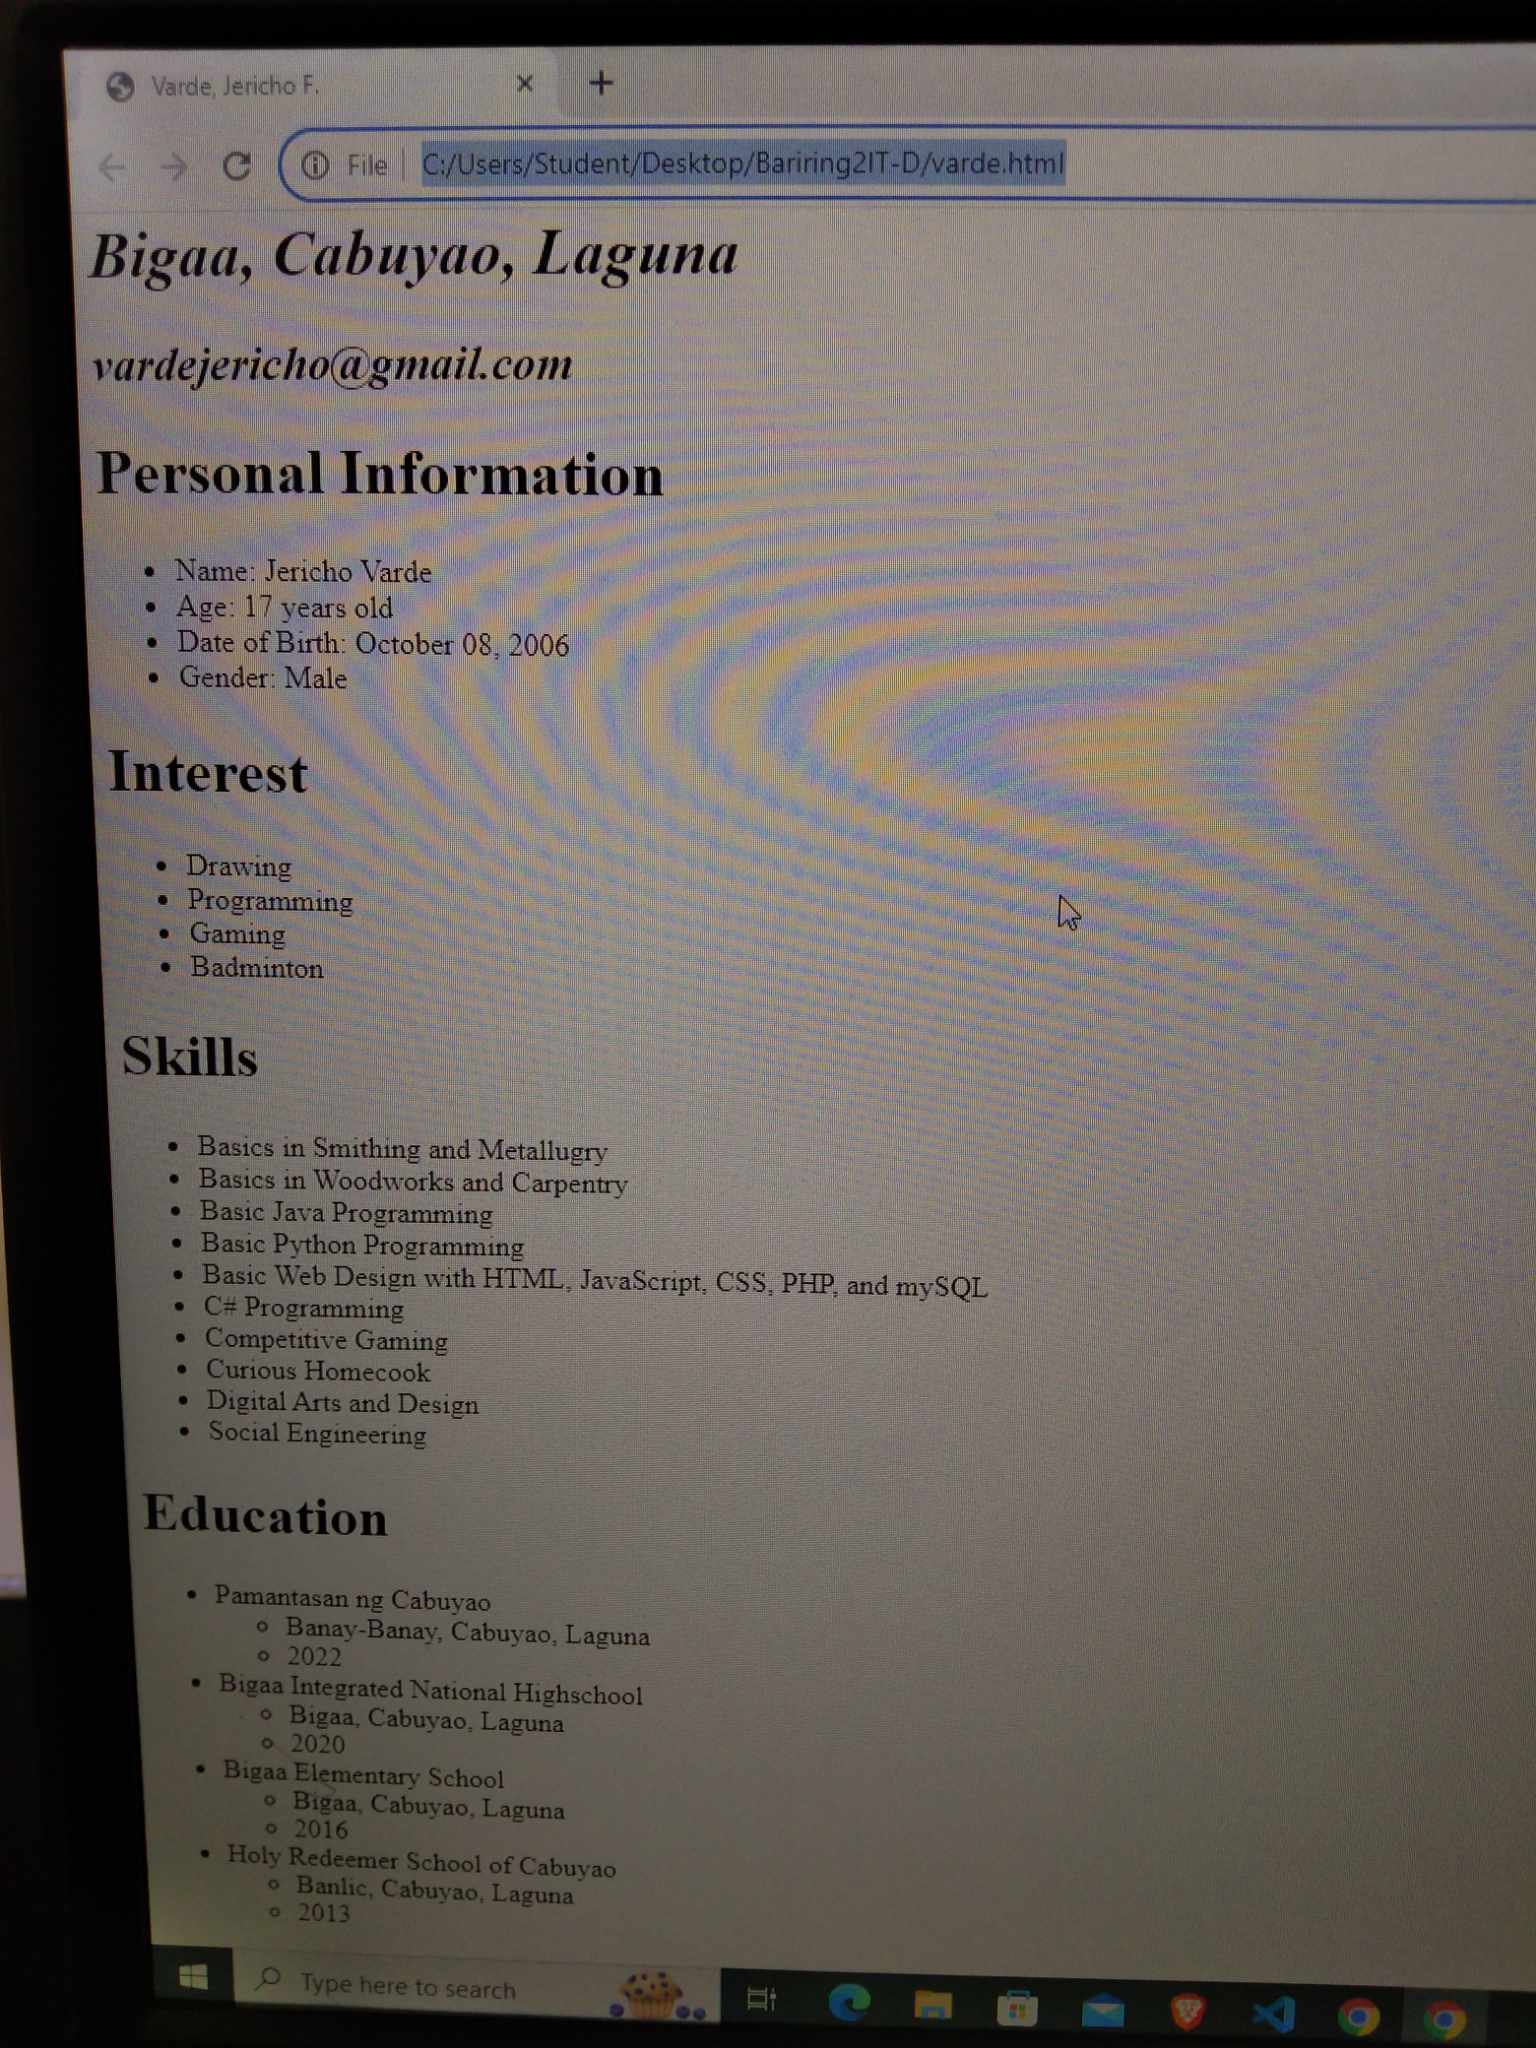 Varde, Jericho F.
File C:/Users/Student/Desktop/Bariring2IT-D/varde.html
Bigaa, Cabuyao, Laguna
vardejericho@gmail.com
Personal Information
Name: Jericho Varde
Age: 17 years old
Date of Birth: October 08, 2006
Gender: Male
Interest
Drawing
Programming
Gaming
Badminton
Skills
Basics in Smithing and Metallugry
Basics in Woodworks and Carpentry
Basic Java Programming
Basic Python Programming
Basic Web Design with HTML, JavaScript, CSS, PHP, and mySQL
C# Programming
Competitive Gaming
Curious Homecook
Digital Arts and Design
Social Engineering
Education
Pamantasan ng Cabuyao
Banay-Banay, Cabuyao, Laguna
2022
Bigaa Integrated National Highschool
Bigaa, Cabuyao, Laguna
2020
Bigaa Elementary School
Bigaa, Cabuyao, Laguna
2016
Holy Redeemer School of Cabuyao
Banlic, Cabuyao, Laguna
2013
Type here to search